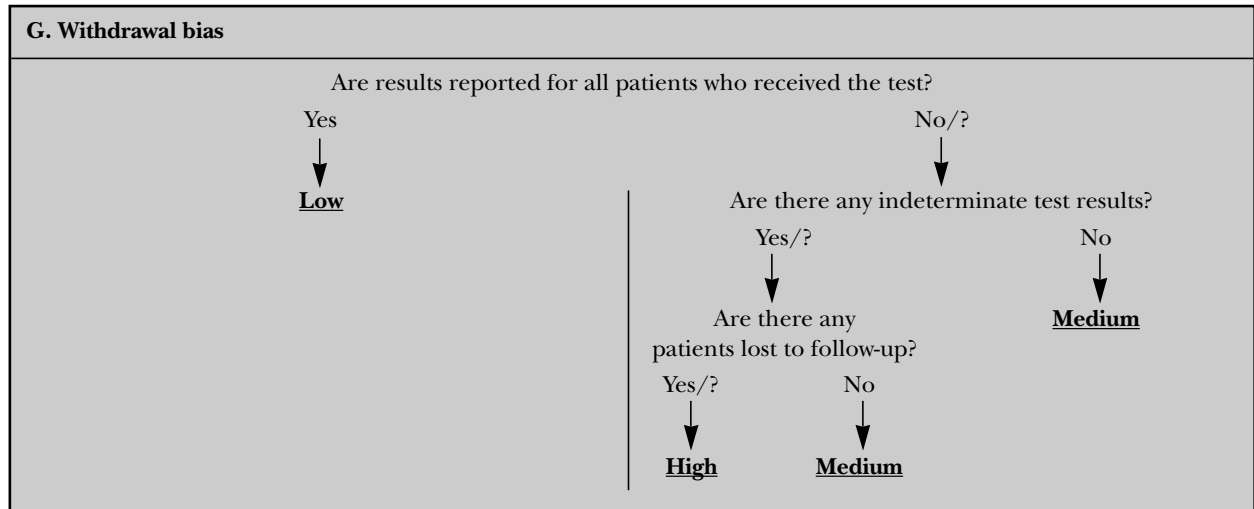 G. Withdrawal bias
Are results reported for all patients who received the test?
Yes
No/?
Low
Are there any indeterminate test results?
Yes/?
No
Are there any
patients lost to follow-up?
Medium
Yes/?
No
High
Medium